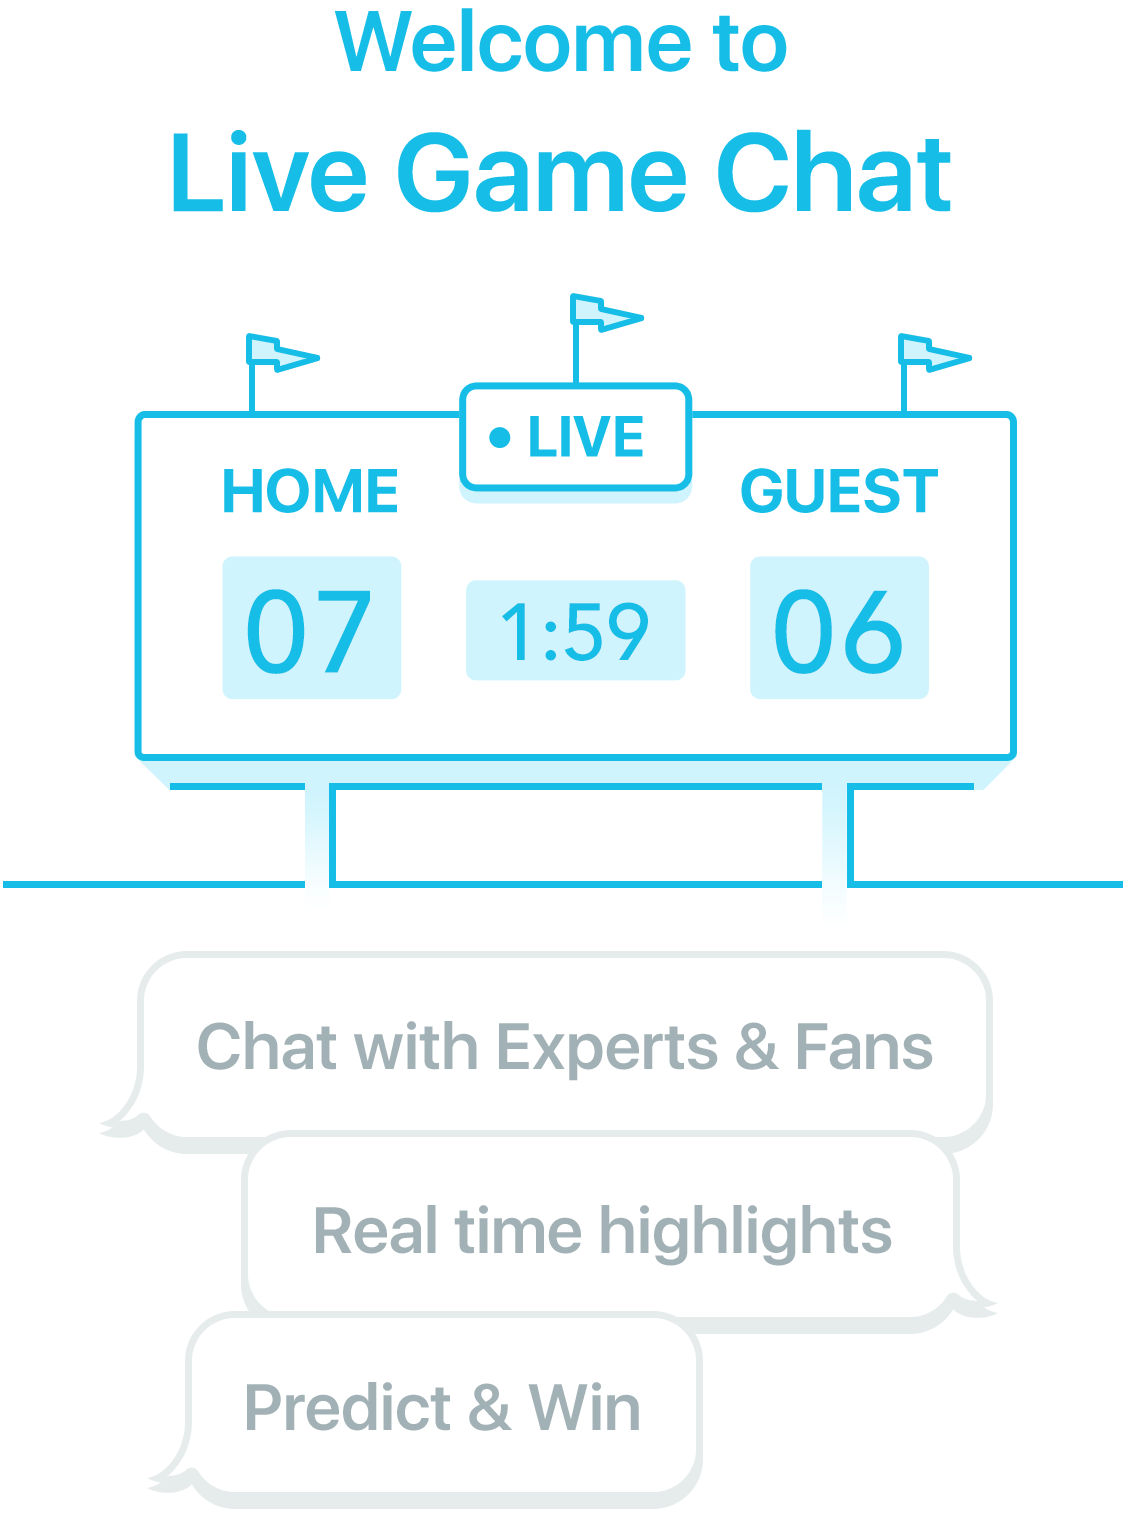 Welcome to
Live Game Chat
LIVE
HOME
GUEST
07
1:59
06
Chat with Experts & Fans
Real time highlights
Predict & Win